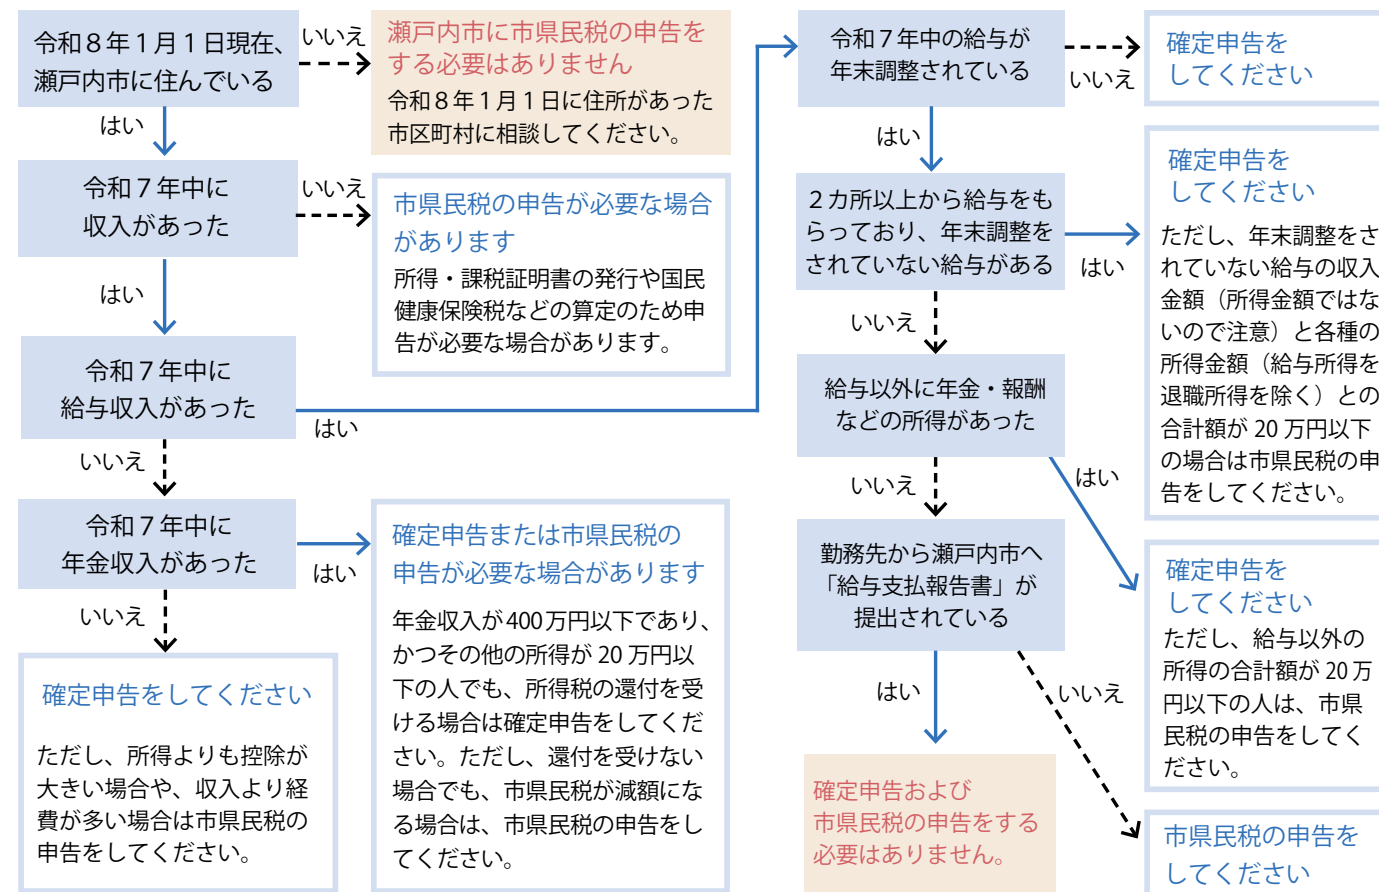 令和８年１月１日現在、
瀬戸内市に住んでいる
いいえ
瀬戸内市に市県民税の申告を
する必要はありません
令和８年１月１日に住所があった
市区町村に相談してください。
はい
令和７年中に
収入があった
いいえ
市県民税の申告が必要な場合
があります
所得・課税証明書の発行や国民
健康保険税などの算定のため申
告が必要な場合があります。
はい
令和７年中に
給与収入があった
はい
いいえ
令和７年中に
年金収入があった
はい
確定申告または市県民税の
申告が必要な場合があります
年金収入が400万円以下であり、
かつその他の所得が 20 万円以
下の人でも、所得税の還付を受
ける場合は確定申告をしてくだ
さい。ただし、還付を受けない
場合でも、市県民税が減額にな
る場合は、市県民税の申告をし
てください。
いいえ
確定申告をしてください
ただし、所得よりも控除が
大きい場合や、収入より経
費が多い場合は市県民税の
申告をしてください。
令和７年中の給与が
年末調整されている
いいえ
確定申告を
してください
はい
２カ所以上から給与をも
らっており、年末調整を
されていない給与がある
はい
確定申告を
してください
ただし、年末調整をさ
れていない給与の収入
金額（所得金額ではな
いので注意）と各種の
所得金額（給与所得を
退職所得を除く）との
合計額が 20 万円以下
の場合は市県民税の申
告をしてください。
いいえ
給与以外に年金・報酬
などの所得があった
はい
確定申告を
してください
ただし、給与以外の
所得の合計額が 20 万
円以下の人は、市県
民税の申告をしてく
ださい。
いいえ
勤務先から瀬戸内市へ
「給与支払報告書」が
提出されている
はい
いいえ
確定申告および
市県民税の申告をする
必要はありません。
市県民税の申告を
してください